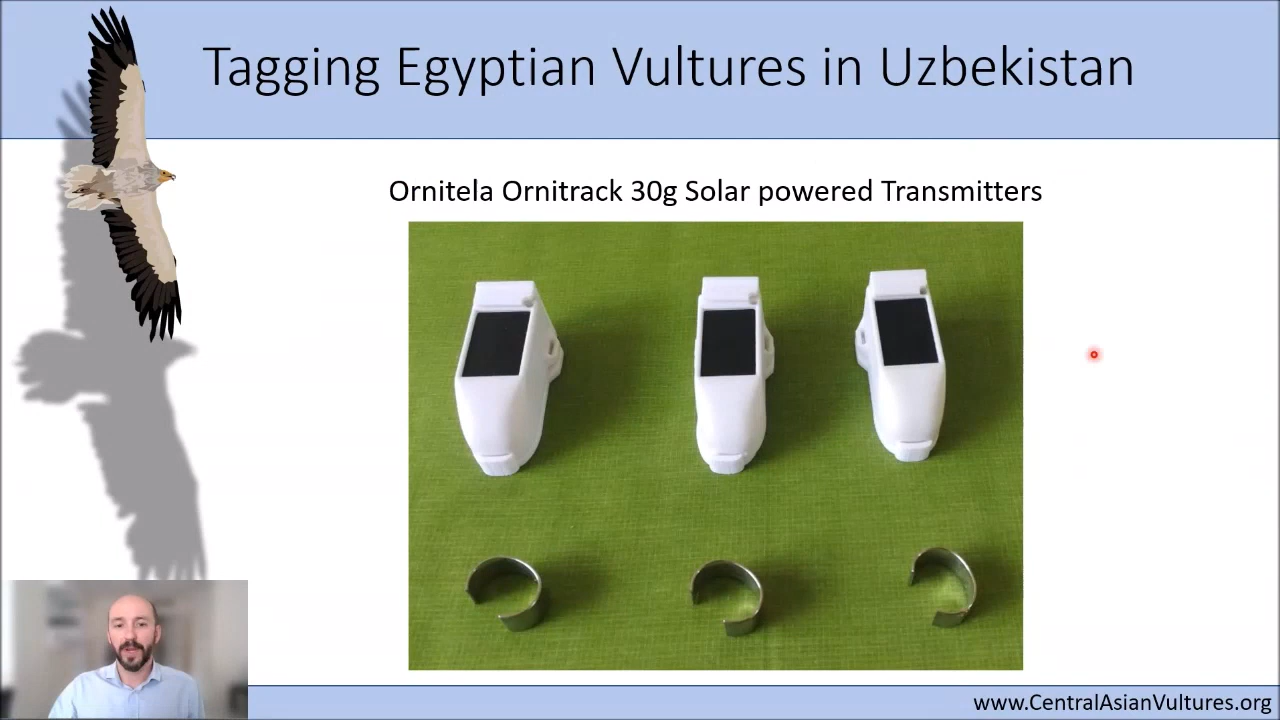 Tagging Egyptian Vultures in Uzbekistan
Ornitela Ornitrack 30g Solar powered Transmitters
www.CentralAsianVultures.org